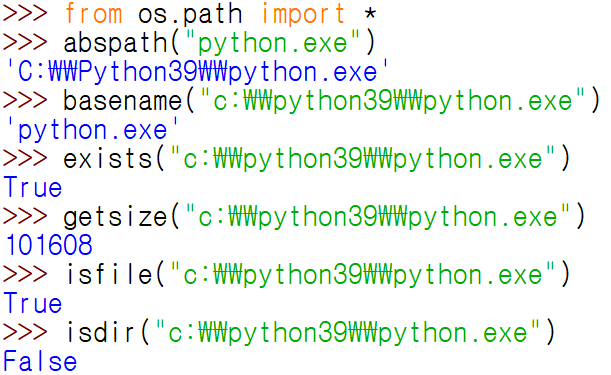 >>> from os.path import *
>>> abspath("python.exe")
'C:₩₩Python39₩₩python.exe'
>>> basename("c:₩₩python39₩₩python.exe")
'python.exe'
>>> exists("c:₩₩python39₩₩python.exe")
True
>>> getsize("c:₩₩python39₩₩python.exe")
101608
>>> isfile("c:₩₩python39₩₩python.exe")
True
>>> isdir("c:₩₩python39₩₩python.exe")
False